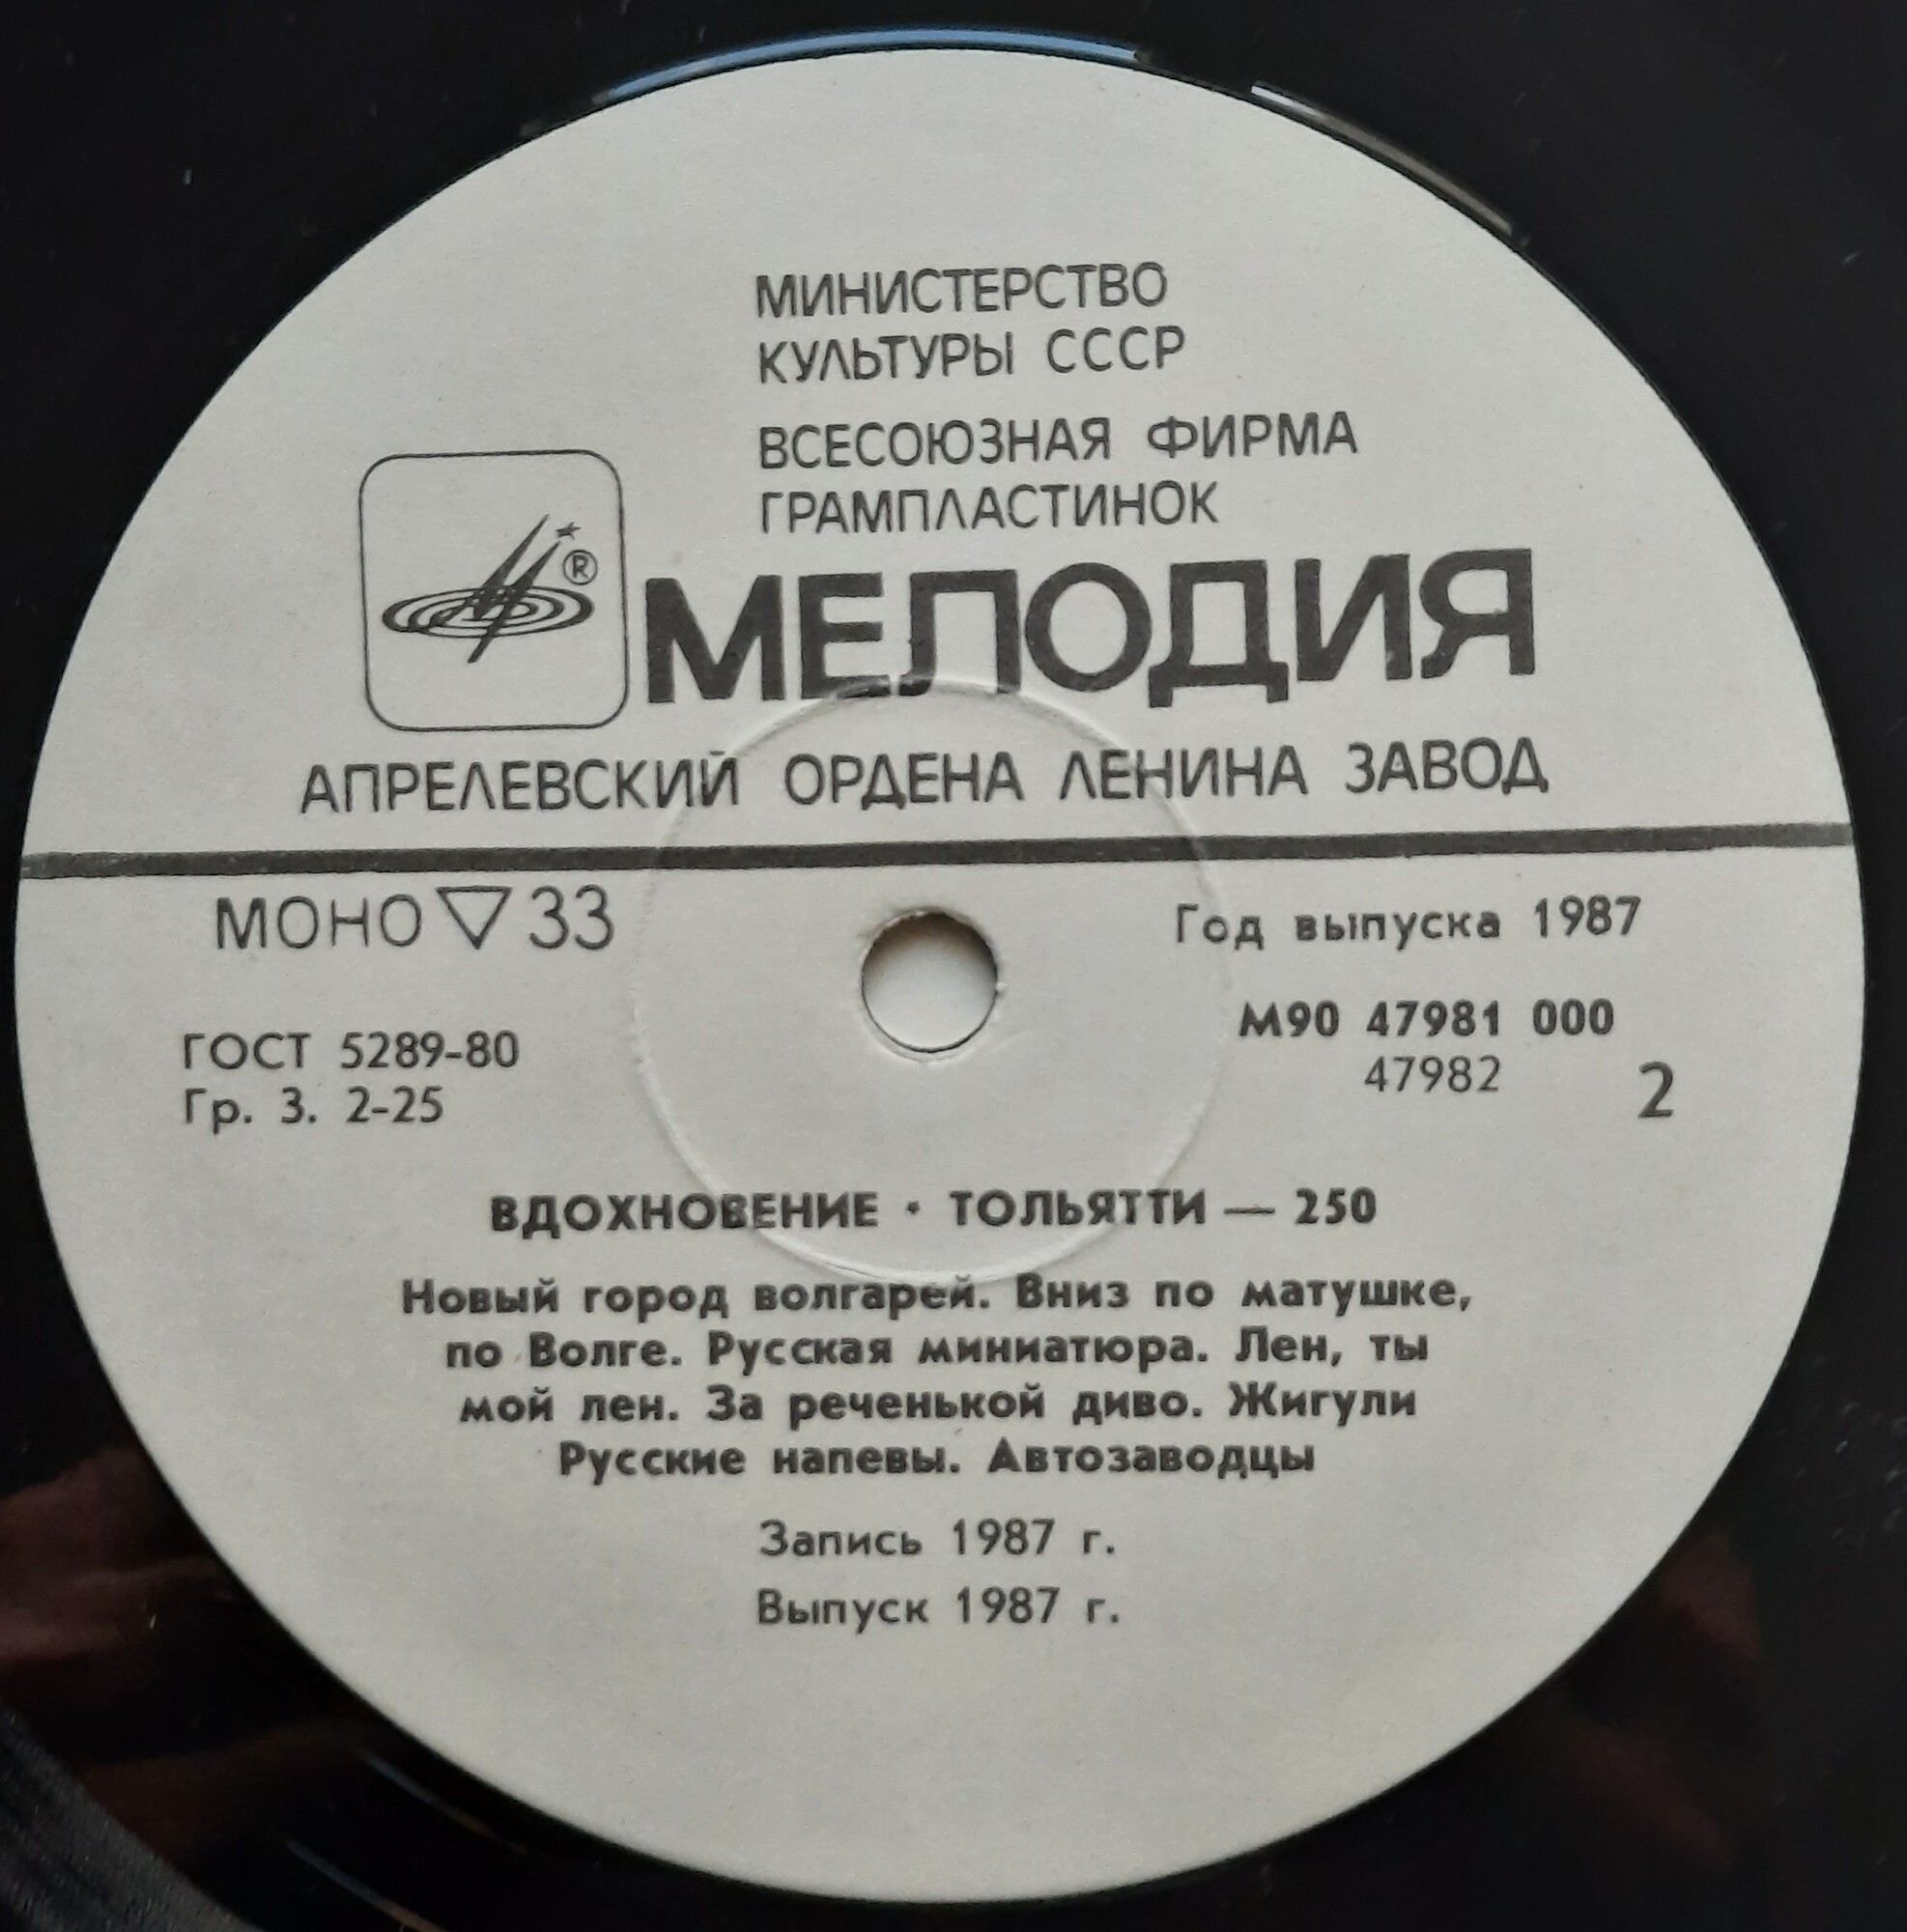 МИНИСТЕРСТВО
КУЛЬТУРЫ СССР
ВСЕСОЮЗНАЯ ФИРМА
ГРАМПЛАСТИНОК
®
МЕЛОДИЯ
АПРЕЛЕВСКИЙ ОРДЕНА ЛЕНИНА ЗАВОД
МОНО ▽ 33
Год выпуска 1987
ГОСТ 5289-80
Гр. 3. 2-25
М90 47981 000
47982
2
ВДОХНОВЕНИЕ · ТОЛЬЯТТИ — 250
Новый город волгарей. Вниз по матушке,
по Волге. Русская миниатюра. Лен, ты
мой лен. За реченькой диво. Жигули
Русские напевы. Автозаводцы
Запись 1987 г.
Выпуск 1987 г.